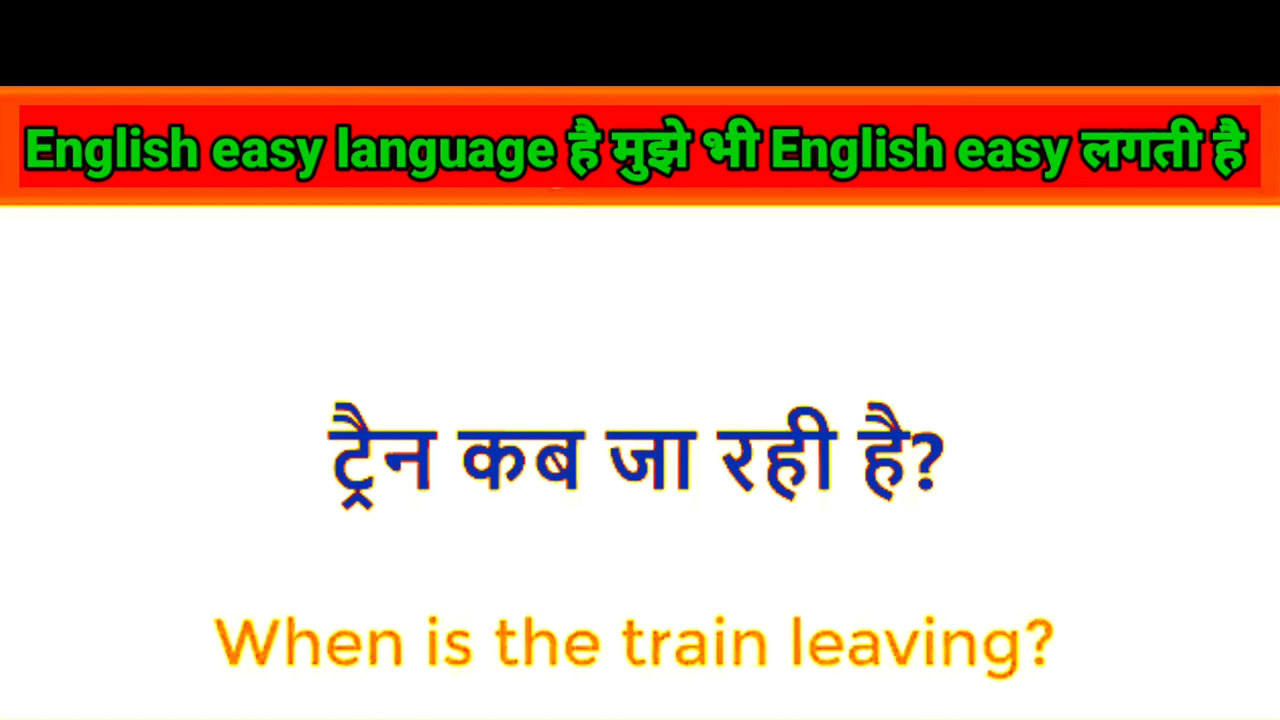 English easy language है मुझे भी English easy लगती है
ट्रैन कब जा रही है?
When is the train leaving?